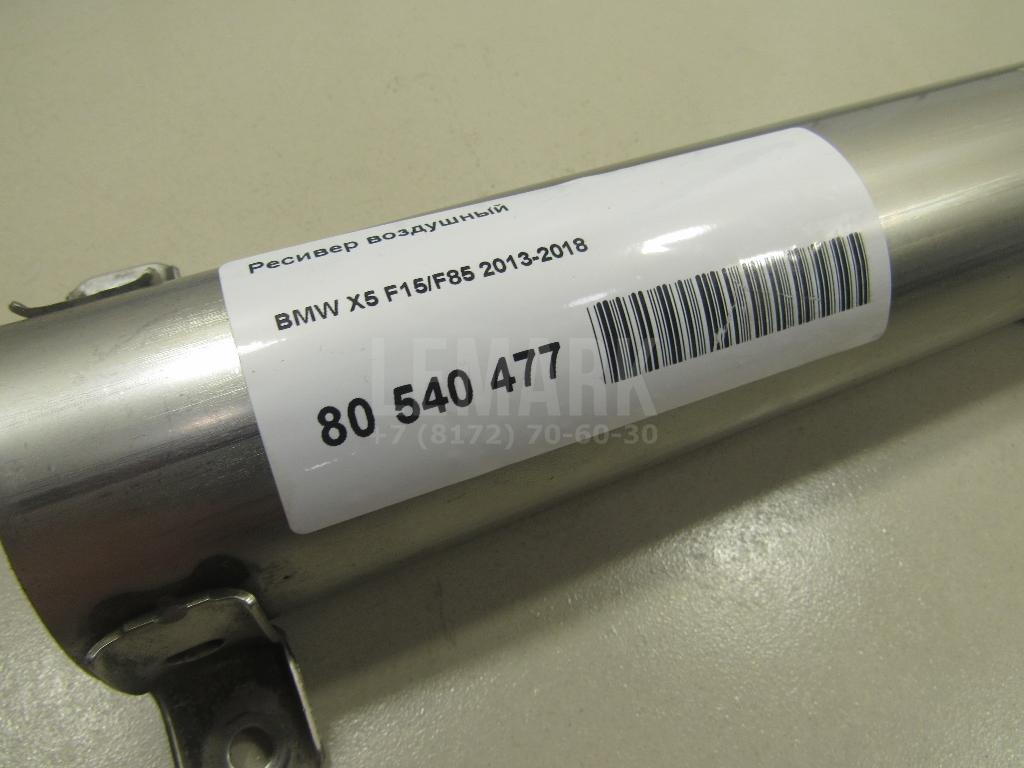 Ресивер воздушный
BMW X5 F15/F85 2013-2018
80 540 477
LEMARK
+7 (8172) 70-60-30